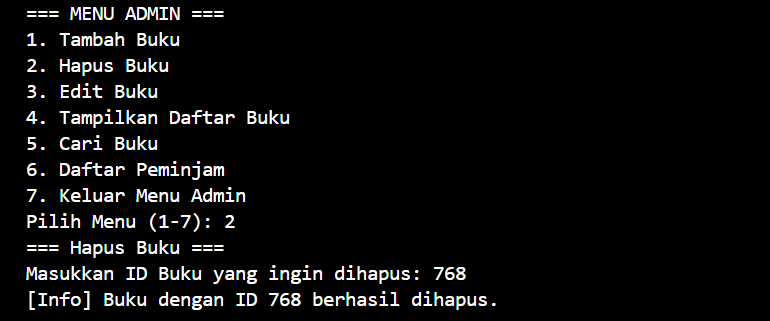 === MENU ADMIN ===
1. Tambah Buku
2. Hapus Buku
3. Edit Buku
4. Tampilkan Daftar Buku
5. Cari Buku
6. Daftar Peminjam
7. Keluar Menu Admin
Pilih Menu (1-7): 2
=== Hapus Buku ===
Masukkan ID Buku yang ingin dihapus: 768
[Info] Buku dengan ID 768 berhasil dihapus.